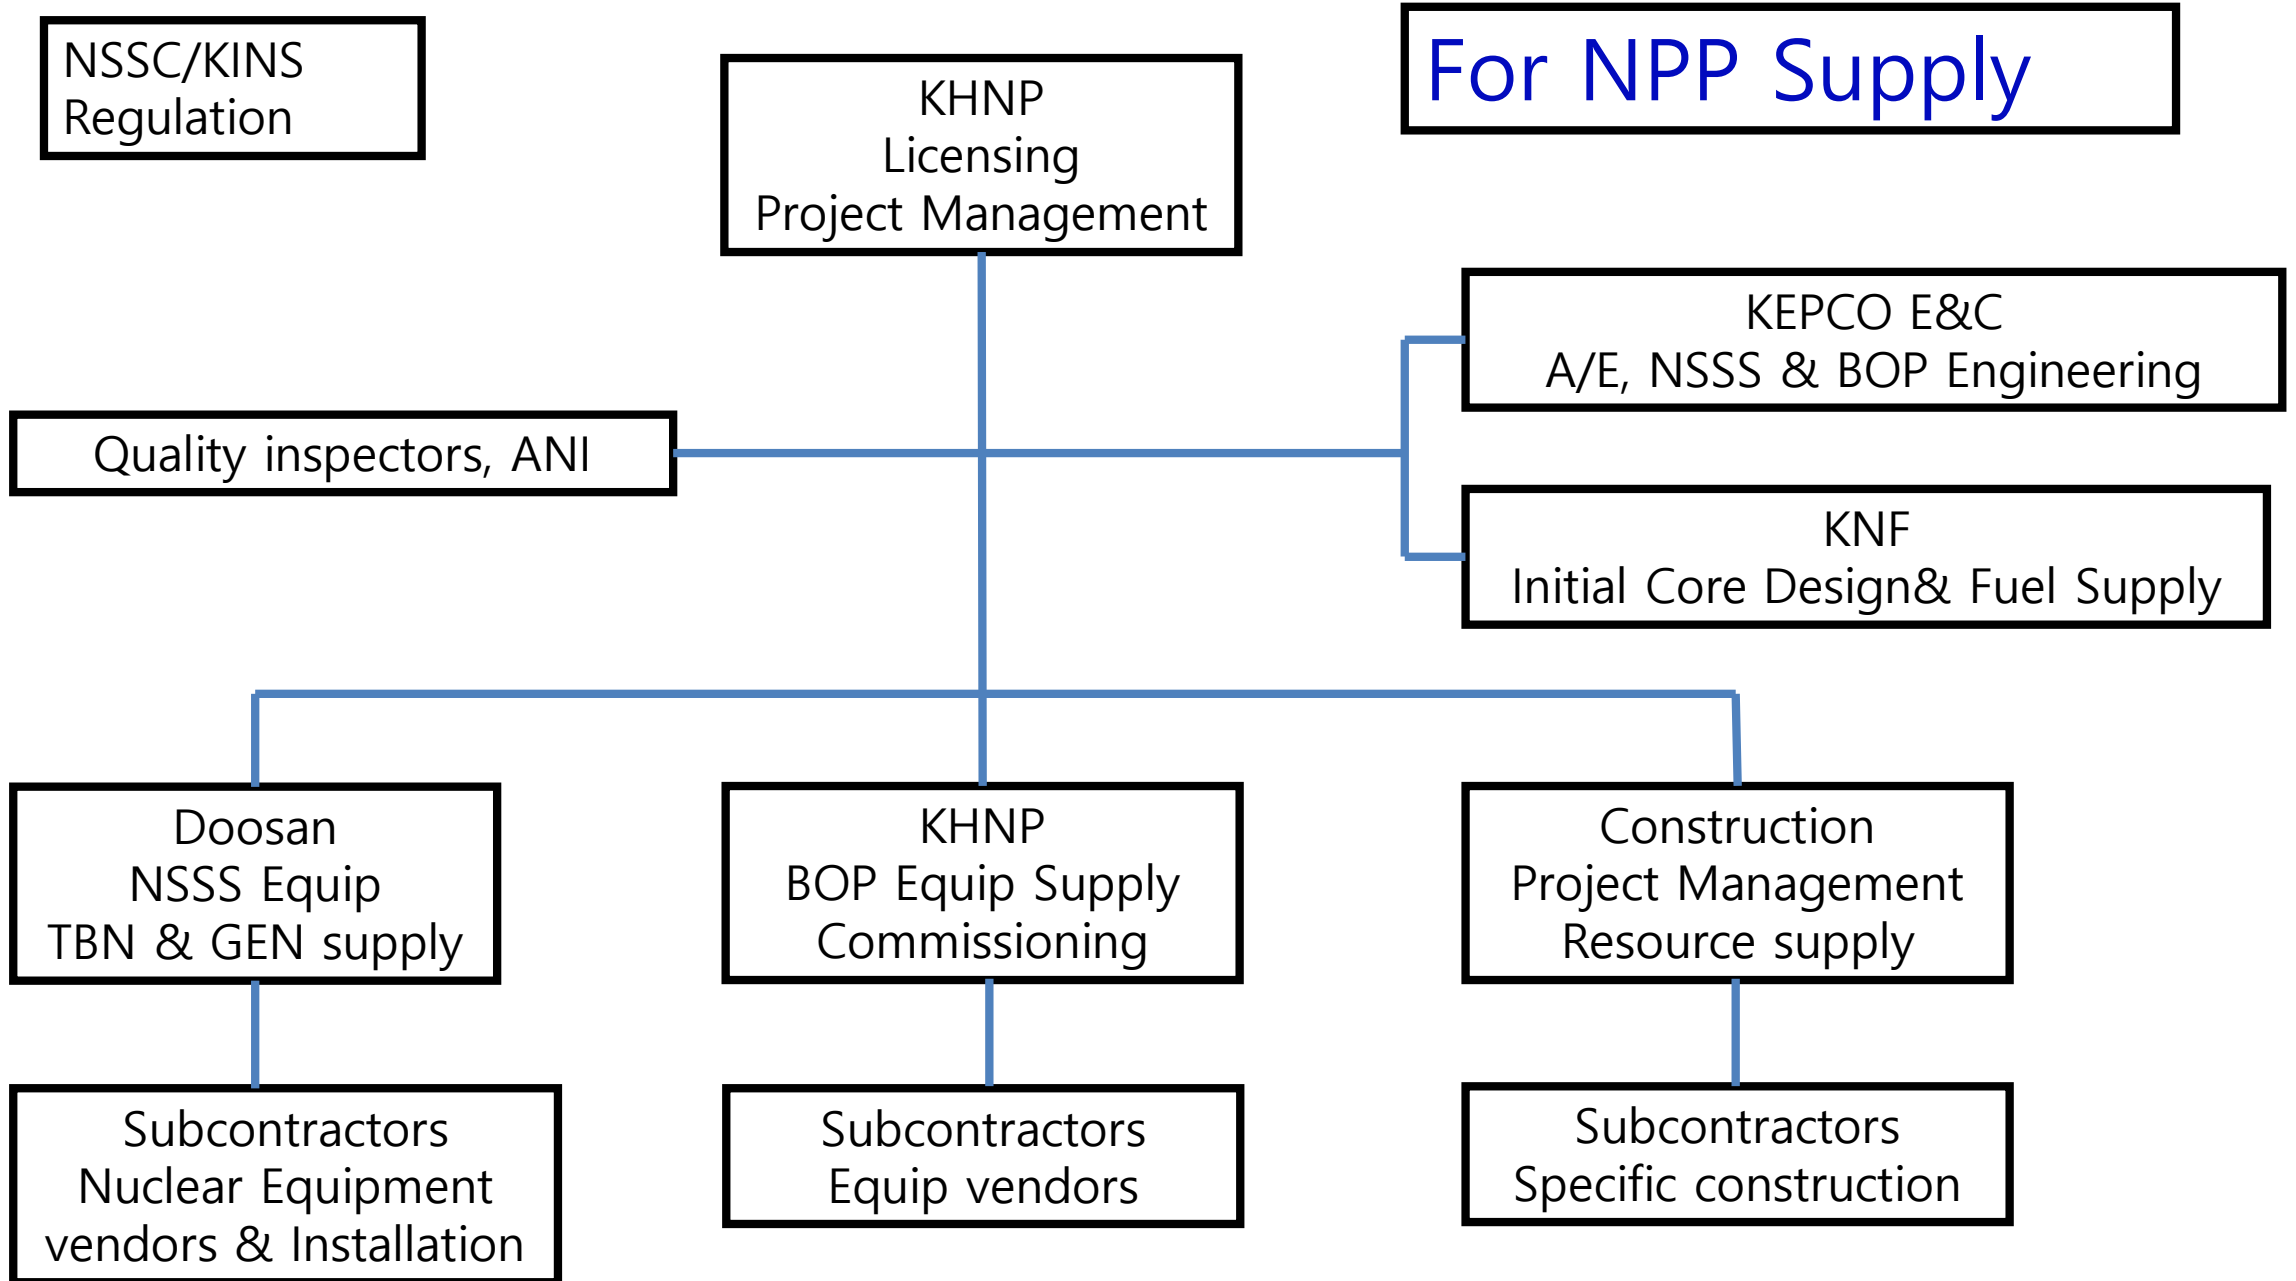 NSSC/KINS
Regulation
KHNP
Licensing
Project Management
For NPP Supply
KEPCO E&C
A/E, NSSS & BOP Engineering
Quality inspectors, ANI
KNF
Initial Core Design& Fuel Supply
Doosan
NSSS Equip
TBN & GEN supply
KHNP
BOP Equip Supply
Commissioning
Construction
Project Management
Resource supply
Subcontractors
Nuclear Equipment
vendors & Installation
Subcontractors
Equip vendors
Subcontractors
Specific construction